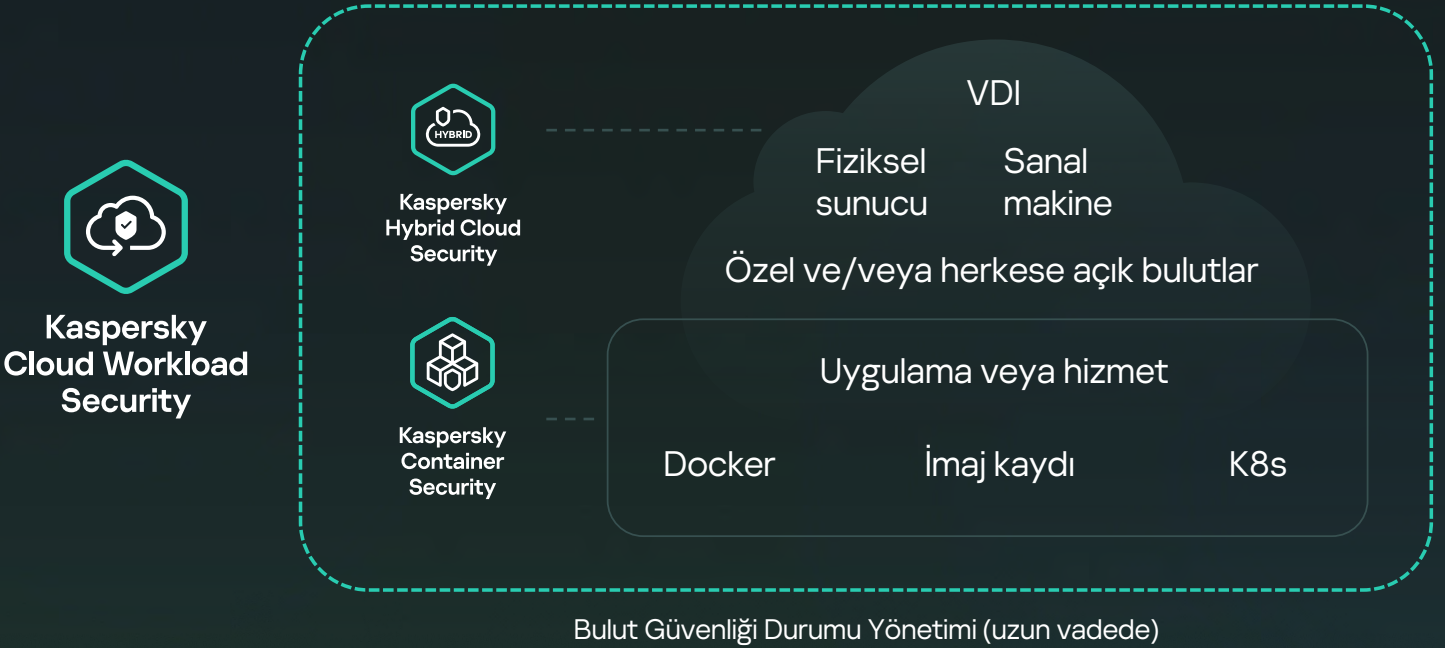 Kaspersky
Cloud Workload
Security
HYBRID
Kaspersky
Hybrid Cloud
Security
VDI
Fiziksel
sunucu
Sanal
makine
Özel ve/veya herkese açık bulutlar
Kaspersky
Container
Security
Uygulama veya hizmet
Docker
İmaj kaydı
K8s
Bulut Güvenliği Durumu Yönetimi (uzun vadede)